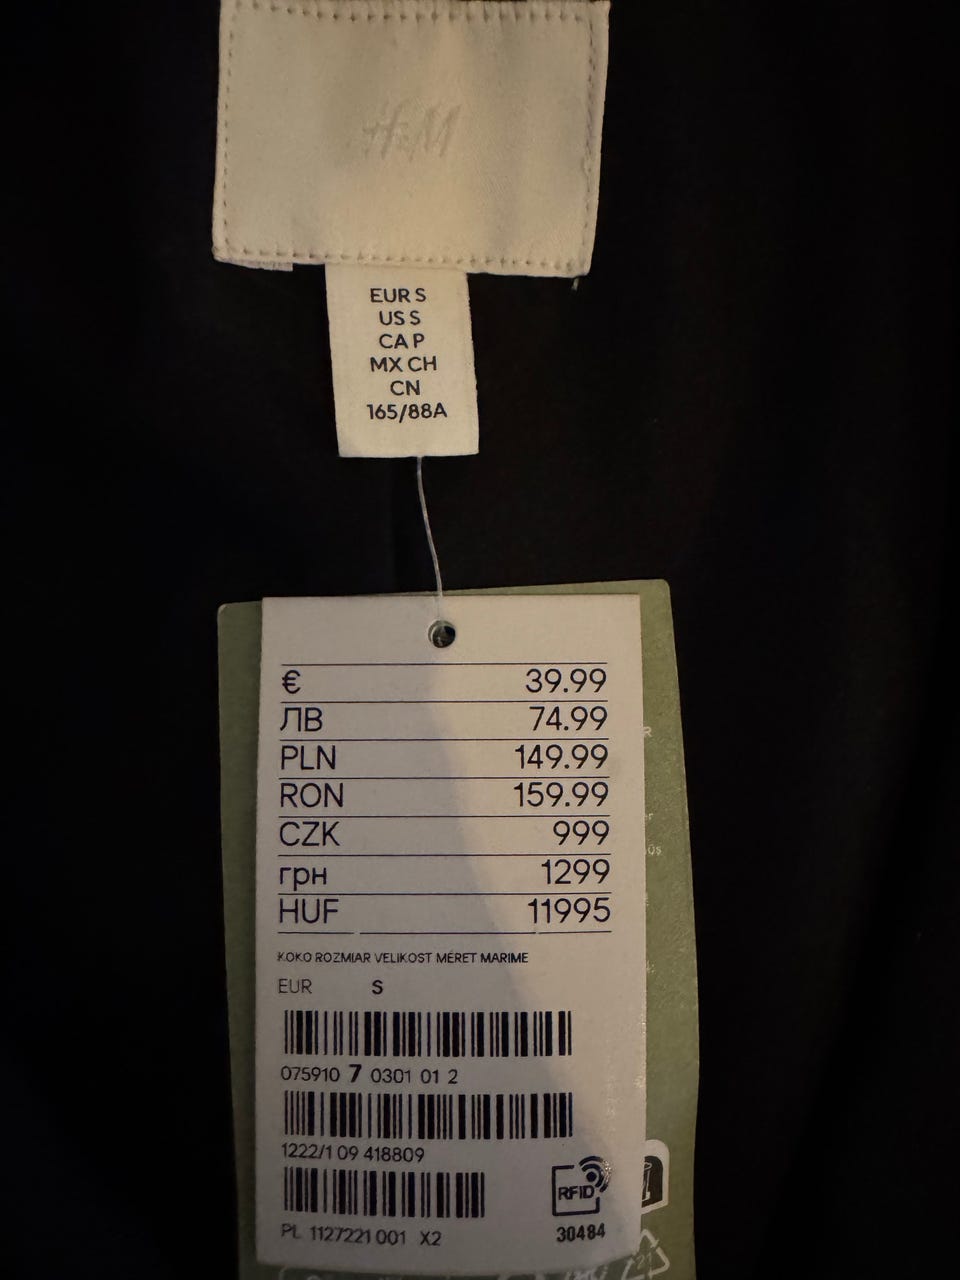 H&M
EUR S
US S
CA P
MX CH
CN
165/88A
€ 39.99
ЛВ 74.99
PLN 149.99
RON 159.99
CZK 999
грн 1299
HUF 11995
KOKO ROZMIAR VELIKOST MÉRET MARIME
EUR S
075910 7 0301 01 2
1222/1 09 418809
PL 1127221 001 X2
RFID
30484
21